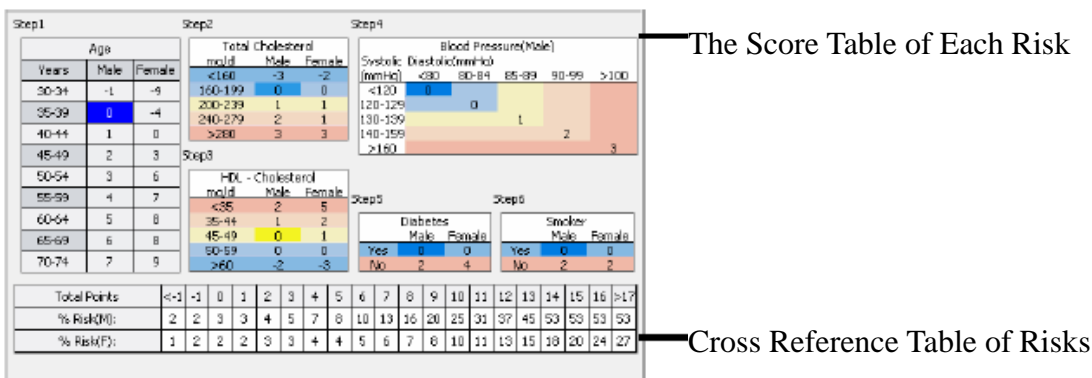 Step1
Age
Years Male Female
30-34 -1 -9
35-39 0 -4
40-44 1 0
45-49 2 3
50-54 3 6
55-59 4 7
60-64 5 8
65-69 6 8
70-74 7 9
Step2
Total Cholesterol
mg/d Male Female
<160 -3 -2
160-199 0 0
200-239 1 1
240-279 2 1
>280 3 3
Step3
HDL - Cholesterol
mg/d Male Female
<35 2 5
35-44 1 2
45-49 0 1
50-59 0 0
>60 -2 -3
Step4
Blood Pressure(Male)
Systolic Diastolic(mmHg)
(mmHg) <80 80-84 85-89 90-99 >100
<120 0
120-129 0
130-139 1
140-159 2
>160 3
Step5
Diabetes
Male Female
Yes 0 0
No 2 4
Step6
Smoker
Male Female
Yes 0 0
No 2 2
Total Points <-1 -1 0 1 2 3 4 5 6 7 8 9 10 11 12 13 14 15 16 >17
% Risk(M): 2 2 3 3 4 5 7 8 10 13 16 20 25 31 37 45 53 53 53 53
% Risk(F): 1 2 2 2 3 3 4 4 5 6 7 8 10 11 13 15 18 20 24 27
The Score Table of Each Risk
Cross Reference Table of Risks